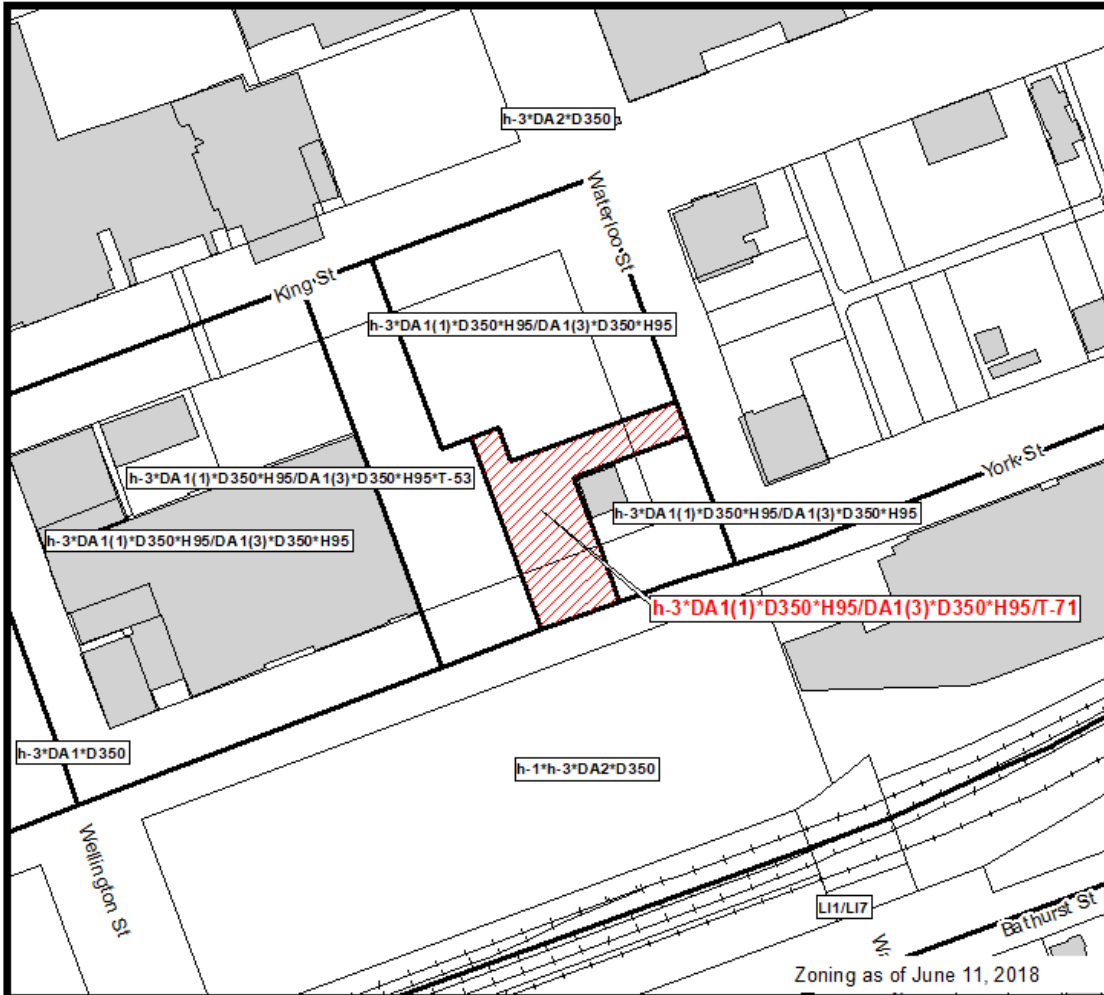 h-3*DA2*D350
Waterloo St
King St
h-3*DA1(1)*D350*H95/DA1(3)*D350*H95
h-3*DA1(1)*D350*H95/DA1(3)*D350*H95*T-53
York St
h-3*DA1(1)*D350*H95/DA1(3)*D350*H95
h-3*DA1(1)*D350*H95/DA1(3)*D350*H95
h-3*DA1(1)*D350*H95/DA1(3)*D350*H95/T-71
h-3*DA1*D350
h-1*h-3*DA2*D350
Wellington St
LI1/LI7
Bathurst St
Zoning as of June 11, 2018